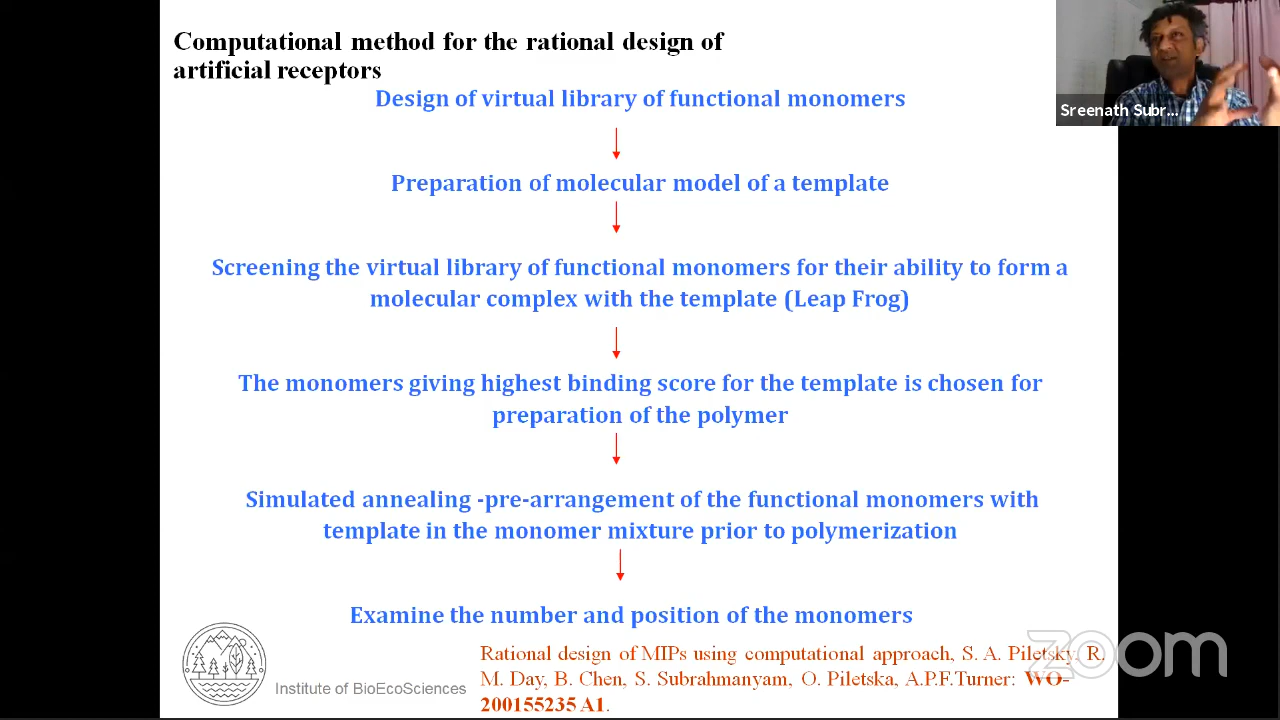 Computational method for the rational design of
artificial receptors
Sreenath Subr...
Design of virtual library of functional monomers
Preparation of molecular model of a template
Screening the virtual library of functional monomers for their ability to form a
molecular complex with the template (Leap Frog)
The monomers giving highest binding score for the template is chosen for
preparation of the polymer
Simulated annealing -pre-arrangement of the functional monomers with
template in the monomer mixture prior to polymerization
Examine the number and position of the monomers
Institute of BioEcoSciences
Rational design of MIPs using computational approach, S. A. Piletsky, R.
M. Day, B. Chen, S. Subrahmanyam, O. Piletska, A.P.F.Turner: WO-
200155235 A1.
zoom